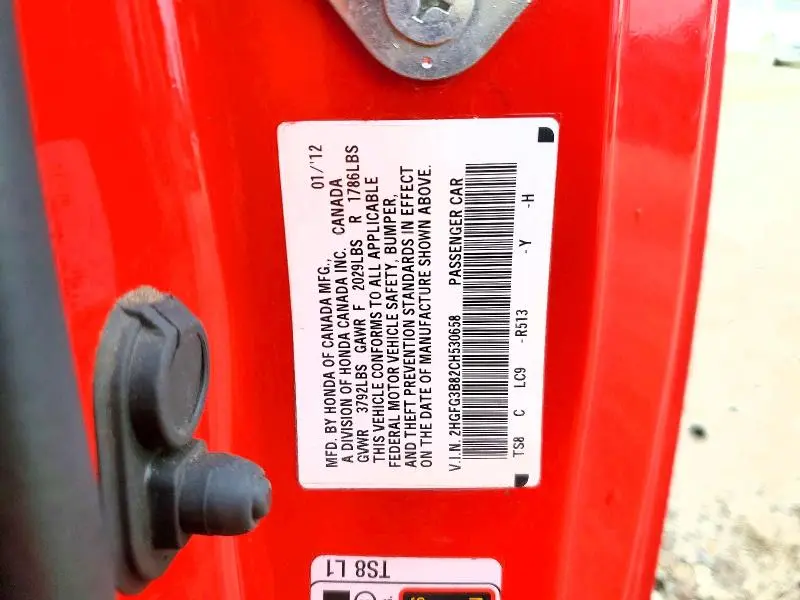 MFD. BY HONDA OF CANADA MFG., 01/'12
A DIVISION OF HONDA CANADA INC. CANADA
GVWR 3792LBS GAWR F 2029LBS R 1786LBS
THIS VEHICLE CONFORMS TO ALL APPLICABLE
FEDERAL MOTOR VEHICLE SAFETY, BUMPER,
AND THEFT PREVENTION STANDARDS IN EFFECT
ON THE DATE OF MANUFACTURE SHOWN ABOVE.
V.I.N. 2HGFG3B82CH530658 PASSENGER CAR
TS8 C LC9 -R513 -Y -H
TS8 L1